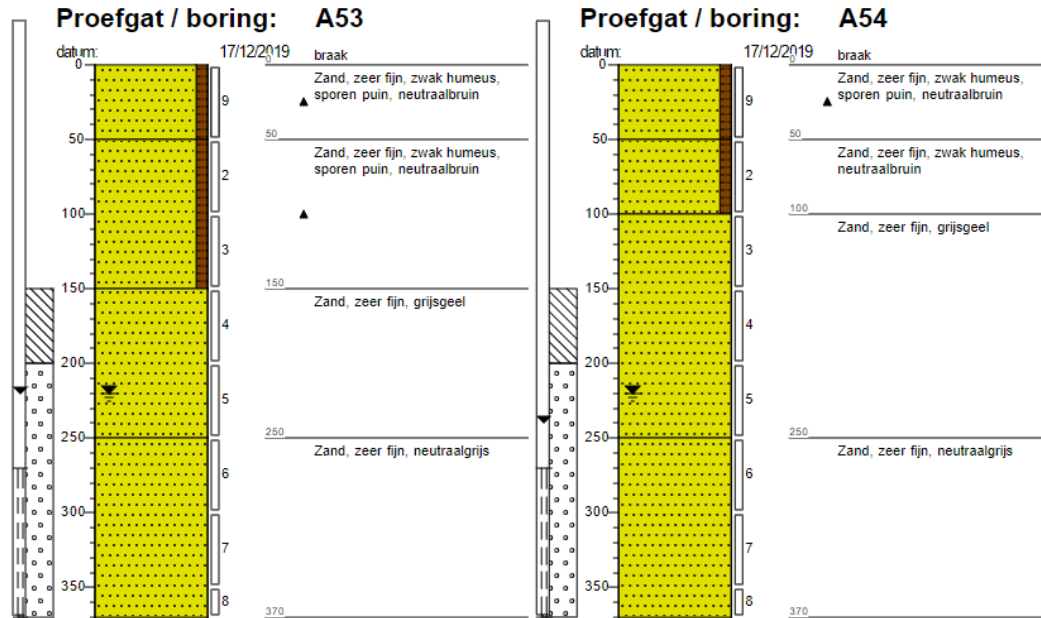 Proefgat / boring: A53
datum: 17/12/2019 braak
0
0
Zand, zeer fijn, zwak humeus,
sporen puin, neutraalbruin
9
50
50
Zand, zeer fijn, zwak humeus,
sporen puin, neutraalbruin
2
100
3
150
150
Zand, zeer fijn, grijsgeel
4
200
5
250
250
Zand, zeer fijn, neutraalgrijs
6
300
7
350
8
370
Proefgat / boring: A54
datum: 17/12/2019 braak
0
0
Zand, zeer fijn, zwak humeus,
sporen puin, neutraalbruin
9
50
50
Zand, zeer fijn, zwak humeus,
neutraalbruin
2
100
100
Zand, zeer fijn, grijsgeel
3
150
4
200
5
250
250
Zand, zeer fijn, neutraalgrijs
6
300
7
350
8
370